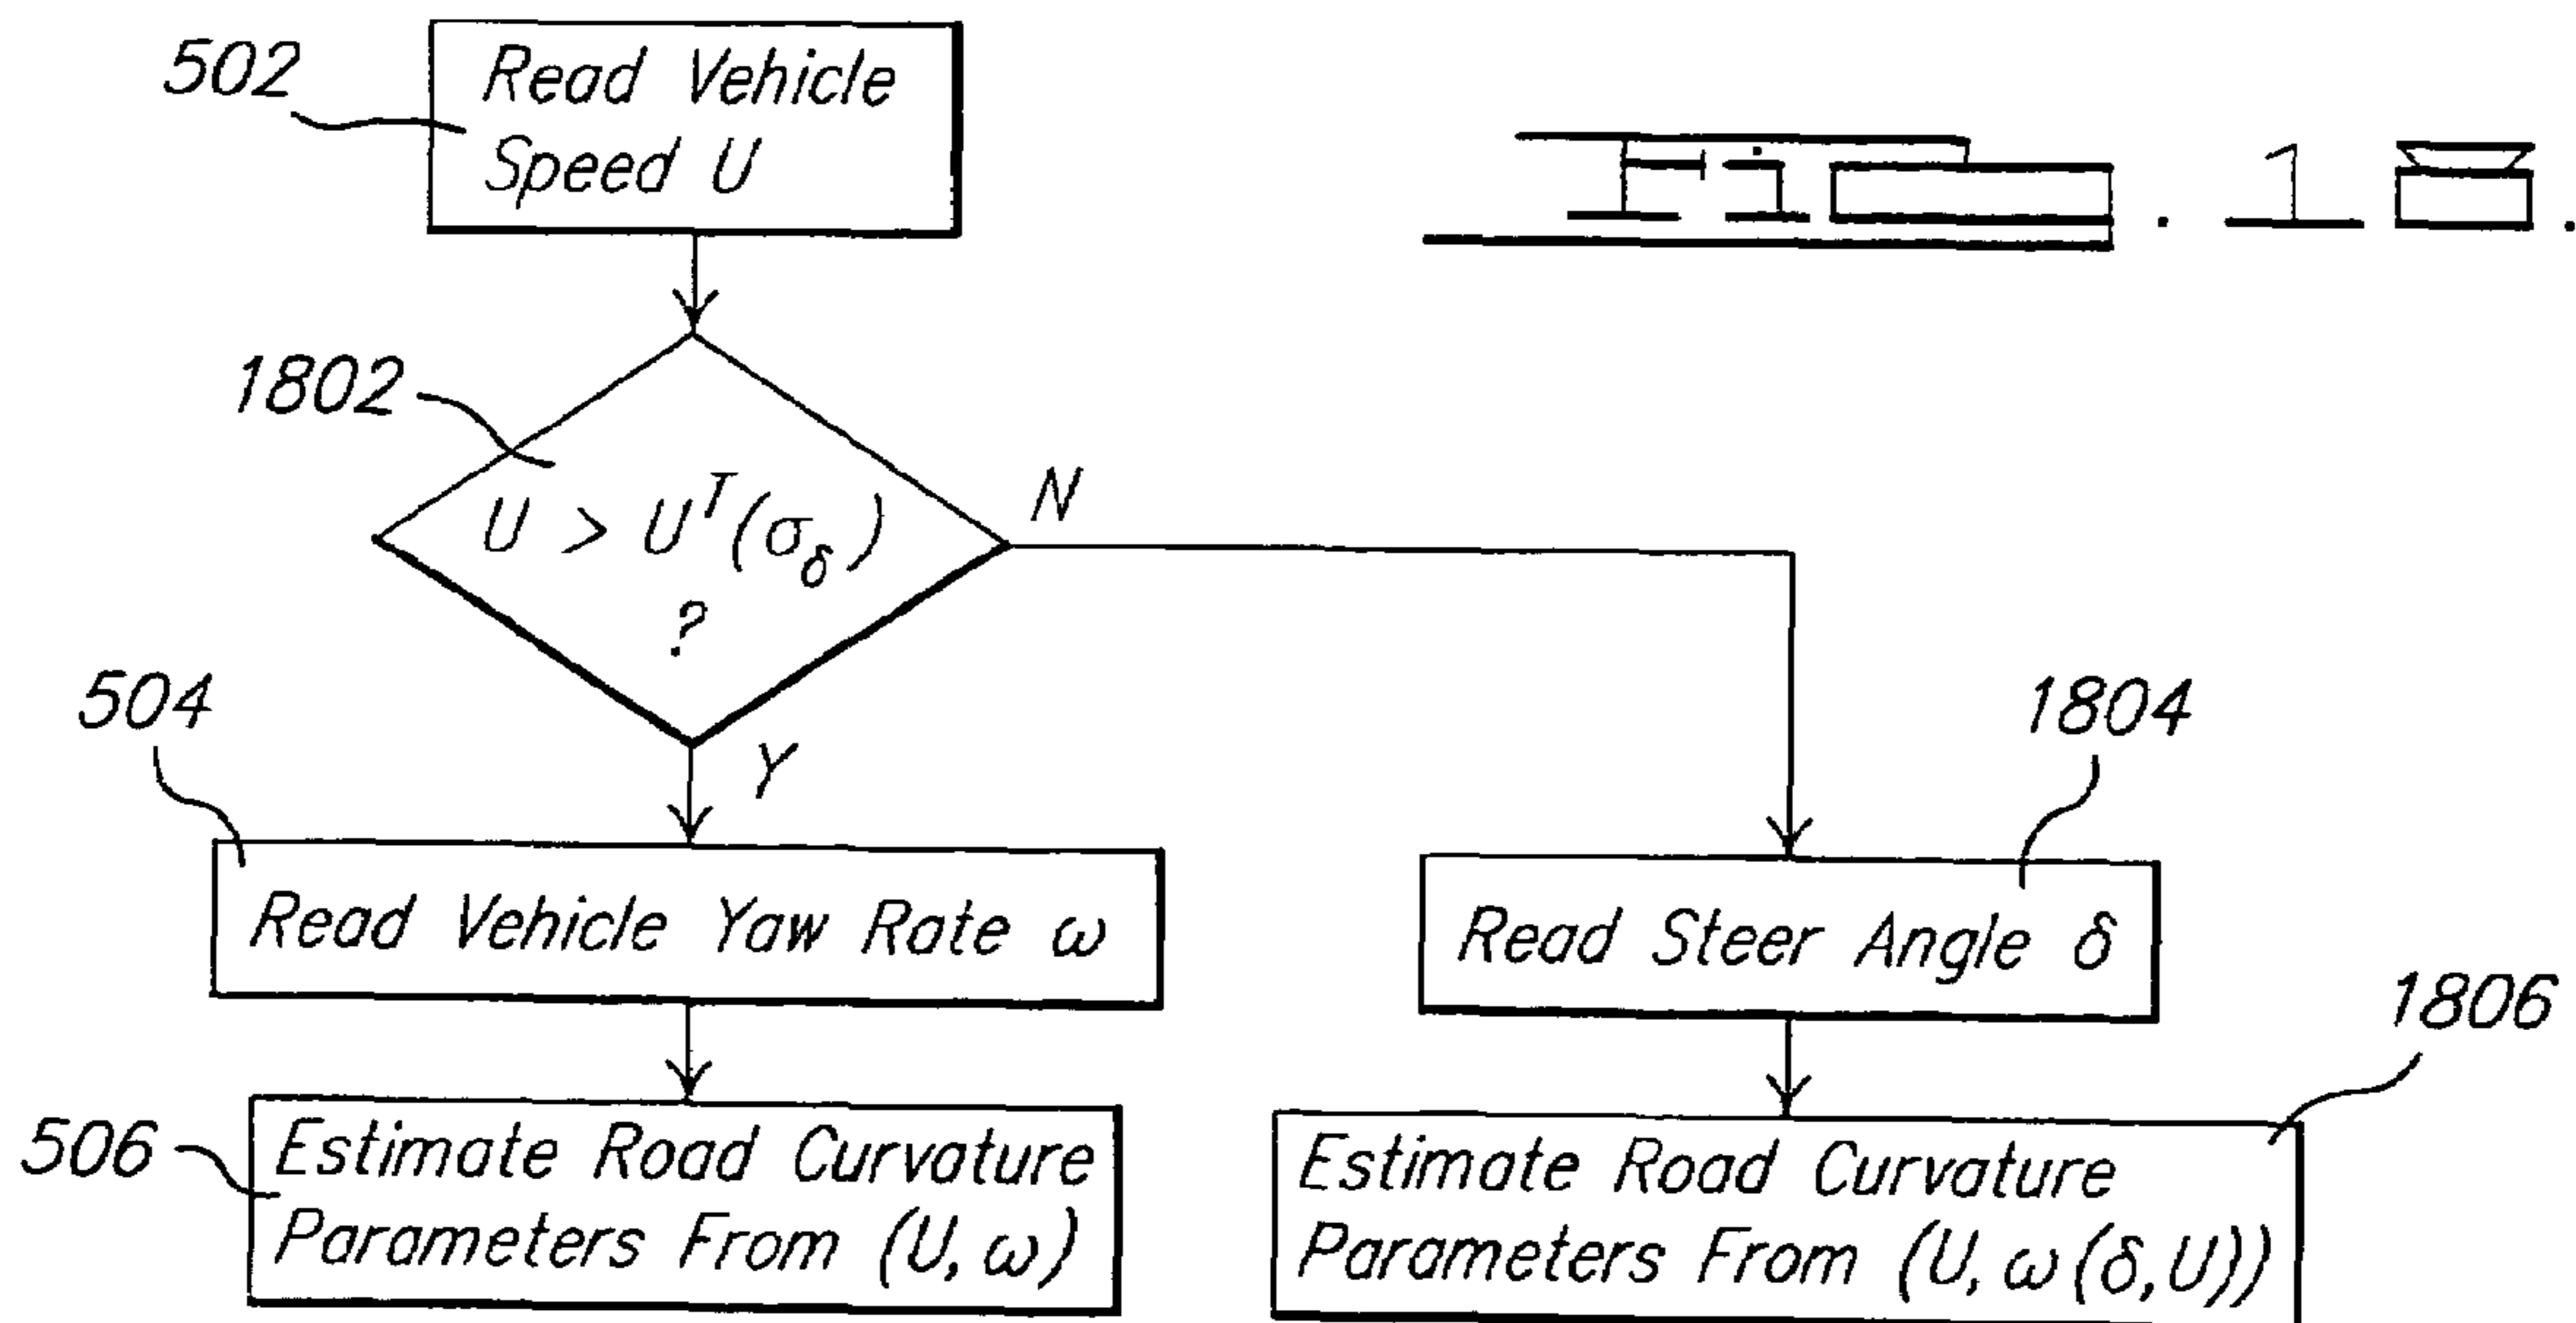 502
Read Vehicle
Speed U
Fig. 18.
1802
U > U^T(σ_δ)
?
N
Y
504
Read Vehicle Yaw Rate ω
1804
Read Steer Angle δ
506
Estimate Road Curvature
Parameters From (U, ω)
1806
Estimate Road Curvature
Parameters From (U, ω(δ,U))